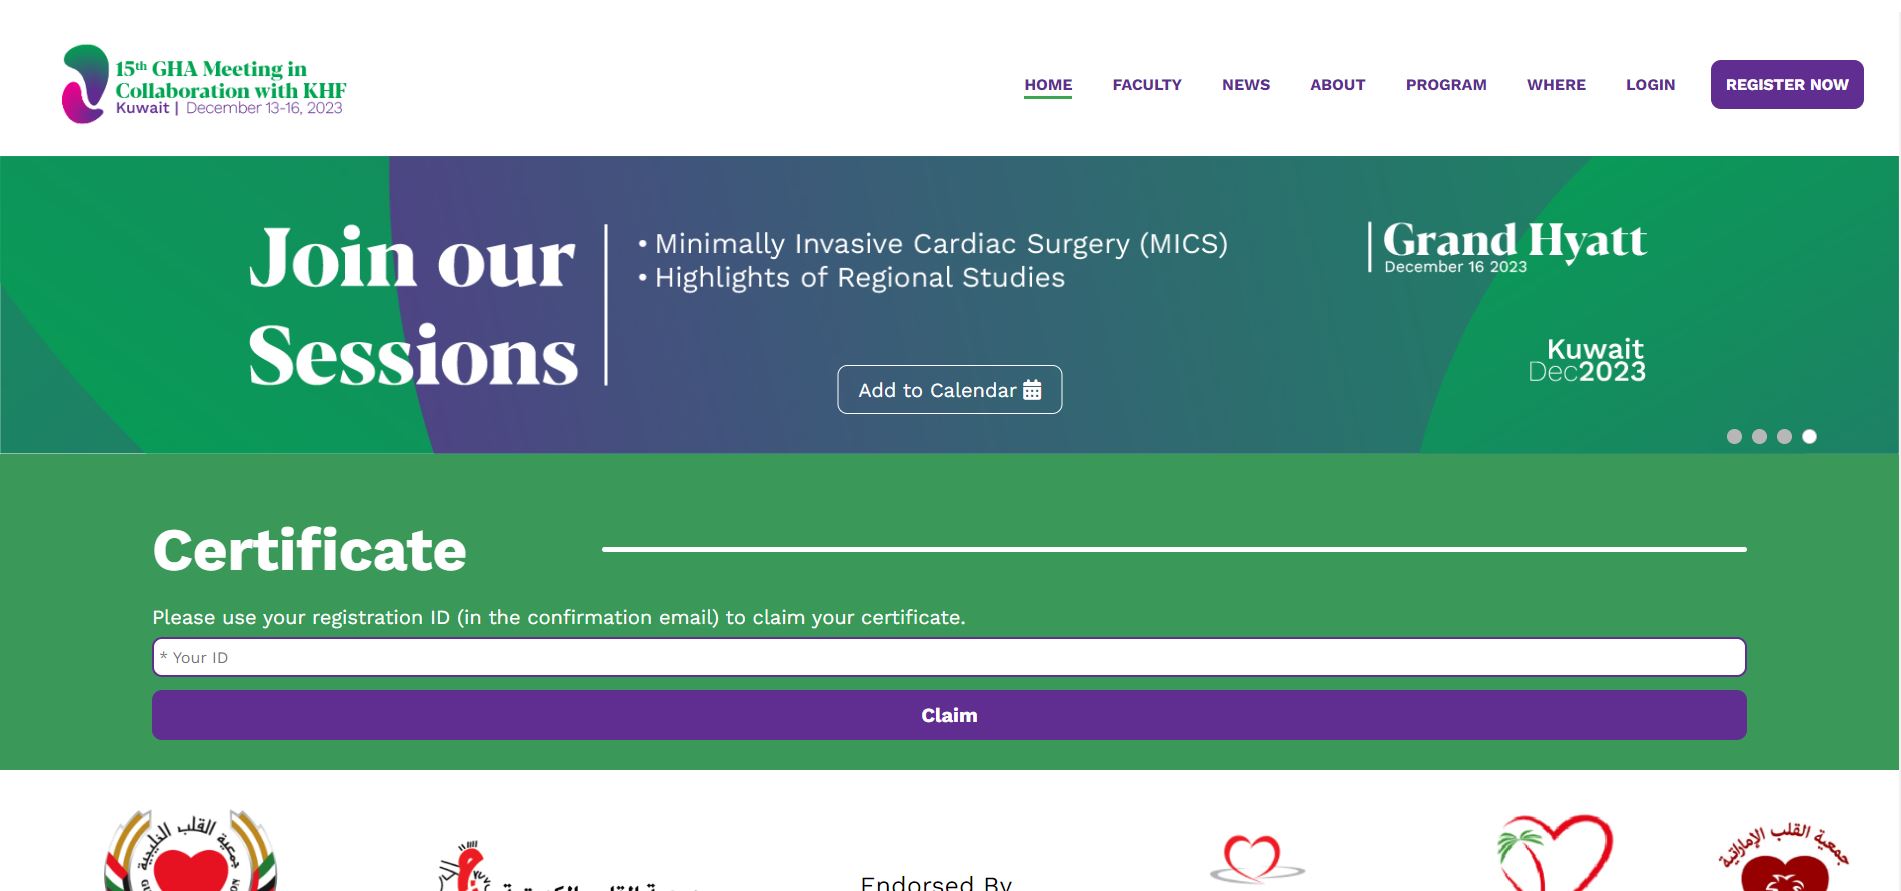 15th GHA Meeting in
Collaboration with KHF
Kuwait | December 13-16, 2023
HOME FACULTY NEWS ABOUT PROGRAM WHERE LOGIN REGISTER NOW
Join our
Sessions
• Minimally Invasive Cardiac Surgery (MICS)
• Highlights of Regional Studies
Add to Calendar
Grand Hyatt
December 16 2023
Kuwait
Dec2023
Certificate
Please use your registration ID (in the confirmation email) to claim your certificate.
* Your ID
Claim
جمعية القلب الخليجية
Endorsed By
جمعية القلب الإماراتية